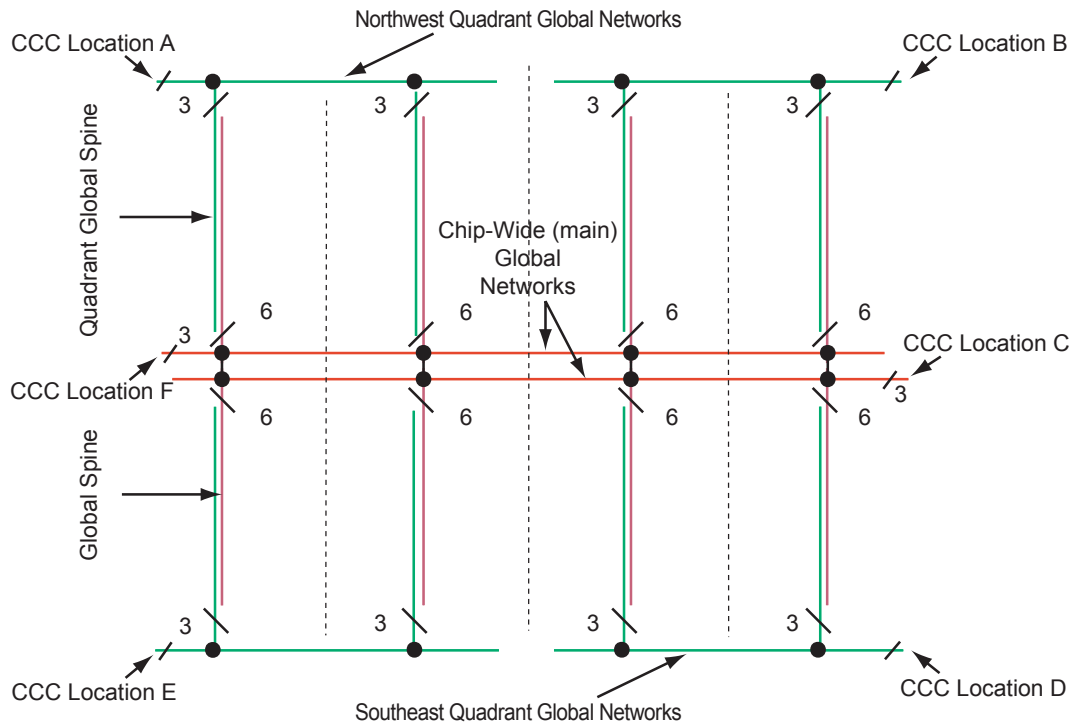 Northwest Quadrant Global Networks
CCC Location A
CCC Location B
3
3
3
3
Quadrant Global Spine
Chip-Wide (main)
Global
Networks
6
6
6
6
3
CCC Location C
CCC Location F
3
6
6
6
6
Global Spine
3
3
3
3
CCC Location E
CCC Location D
Southeast Quadrant Global Networks